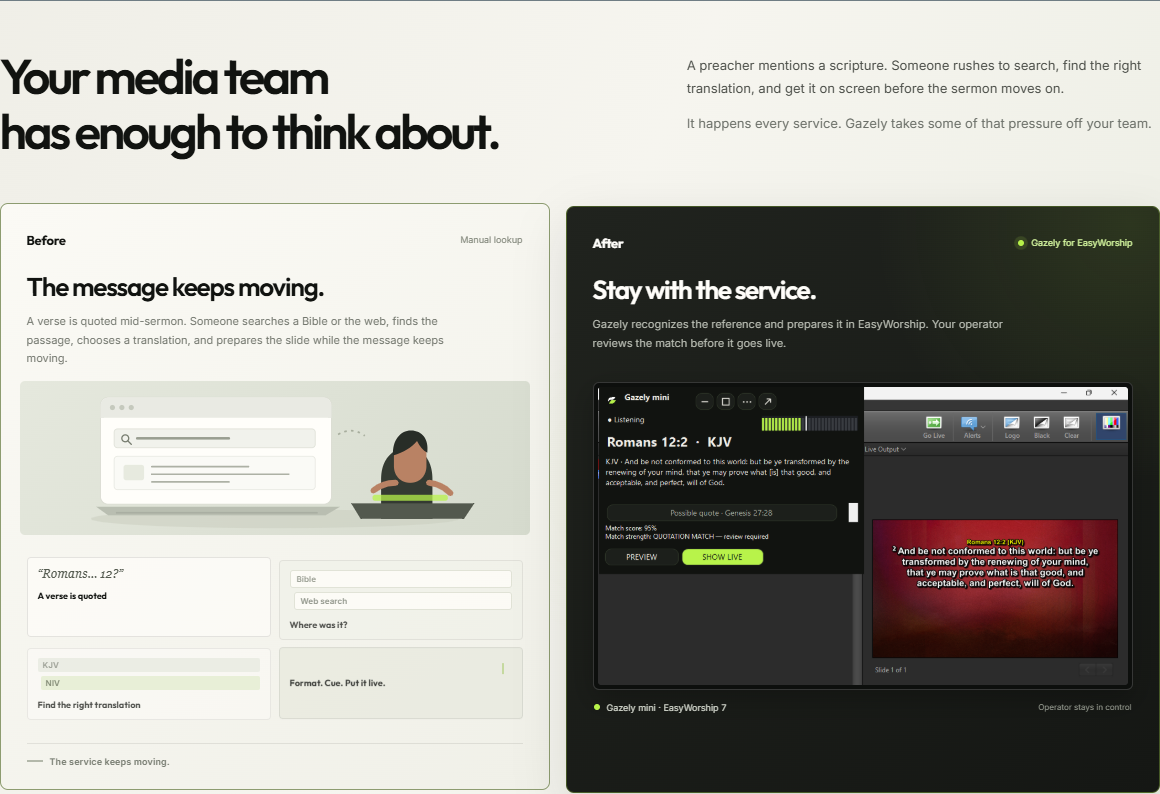 Your media team
has enough to think about.
A preacher mentions a scripture. Someone rushes to search, find the right
translation, and get it on screen before the sermon moves on.
It happens every service. Gazely takes some of that pressure off your team.
Before
Manual lookup
The message keeps moving.
A verse is quoted mid-sermon. Someone searches a Bible or the web, finds the
passage, chooses a translation, and prepares the slide while the message keeps
moving.
“Romans... 12?”
A verse is quoted
Bible
Web search
Where was it?
KJV
NIV
Find the right translation
Format. Cue. Put it live.
The service keeps moving.
After
Gazely for EasyWorship
Stay with the service.
Gazely recognizes the reference and prepares it in EasyWorship. Your operator
reviews the match before it goes live.
Gazely mini
Listening
Romans 12:2 · KJV
KJV · And be not conformed to this world: but be ye transformed by the
renewing of your mind, that ye may prove what [is] that good, and
acceptable, and perfect, will of God.
Possible quote · Genesis 27:28
Match score: 95%
Match strength: QUOTATION MATCH — review required
PREVIEW
SHOW LIVE
Go Live
Alerts
Logo
Black
Clear
Live Output
Romans 12:2 (KJV)
2 And be not conformed to this world: but be ye
transformed by the renewing of your mind,
that ye may prove what is that good, and
acceptable, and perfect, will of God.
Slide 1 of 1
Gazely mini · EasyWorship 7
Operator stays in control